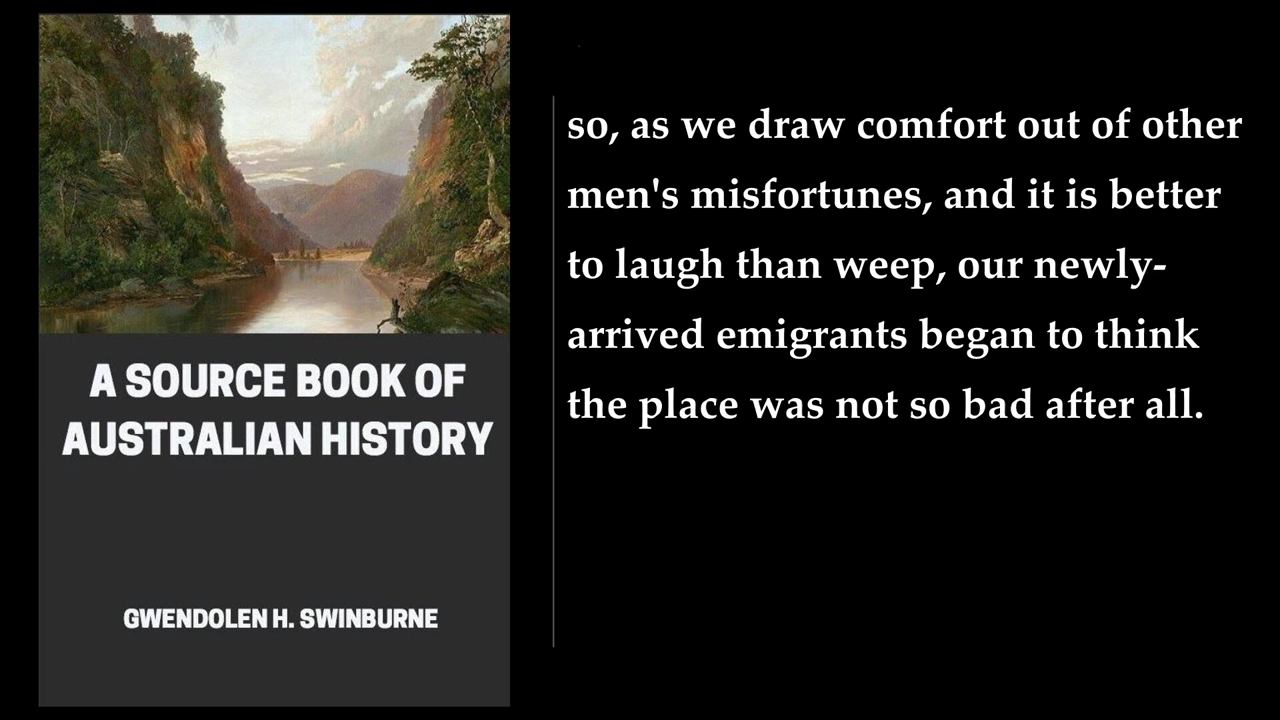 A SOURCE BOOK OF
AUSTRALIAN HISTORY
GWENDOLEN H. SWINBURNE
so, as we draw comfort out of other
men's misfortunes, and it is better
to laugh than weep, our newly-
arrived emigrants began to think
the place was not so bad after all.